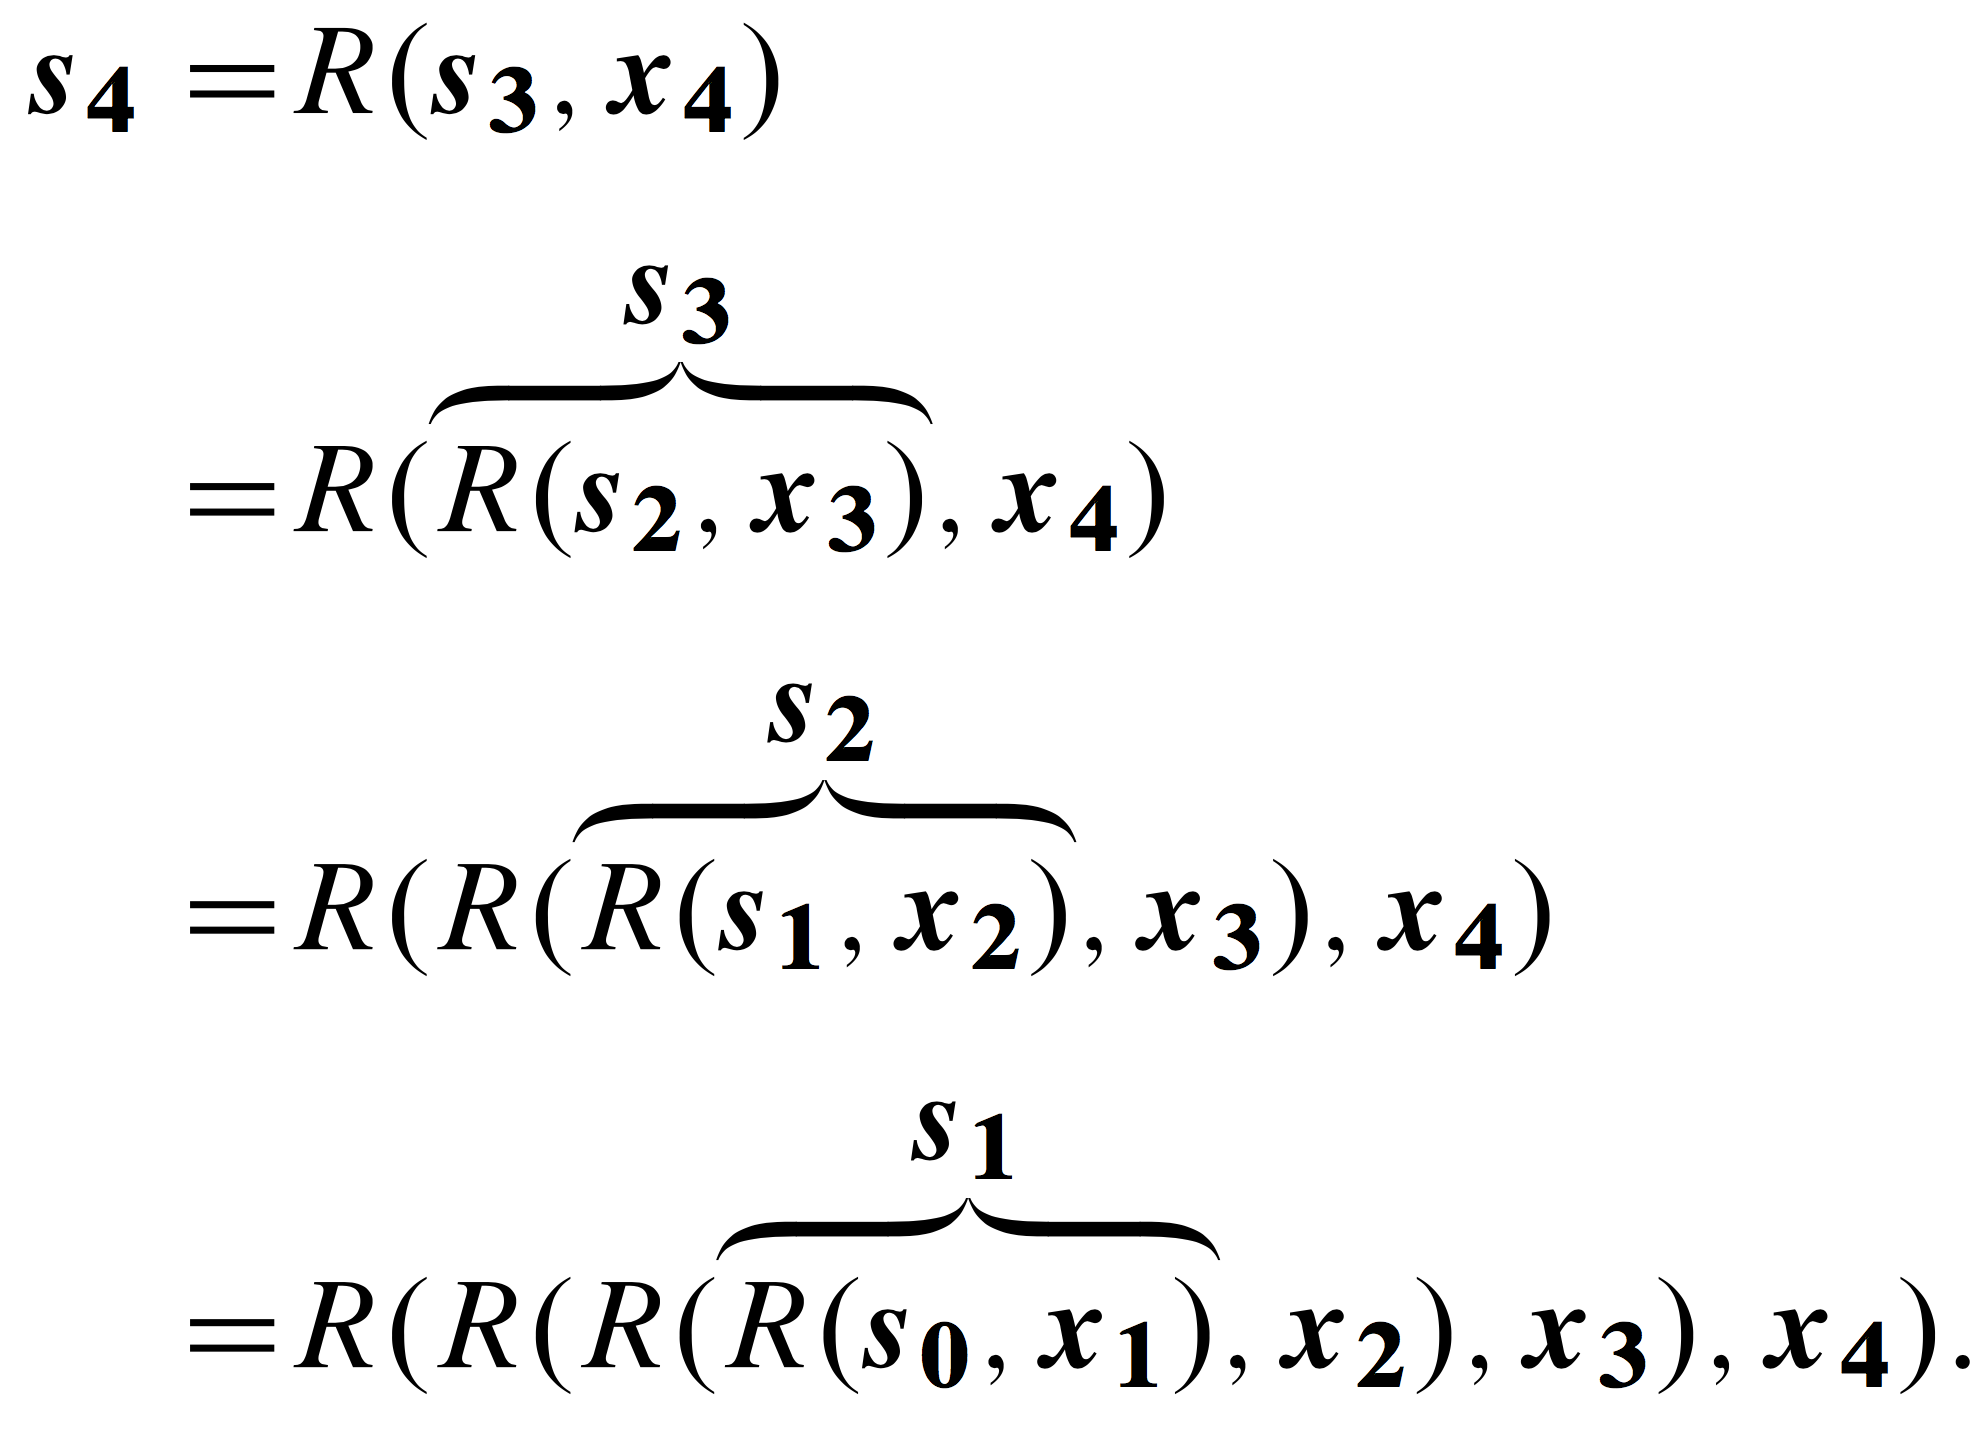 s₄ = R(s₃, x₄)
s₃
= R(R(s₂, x₃), x₄)
s₂
= R(R(R(s₁, x₂), x₃), x₄)
s₁
= R(R(R(R(s₀, x₁), x₂), x₃), x₄).